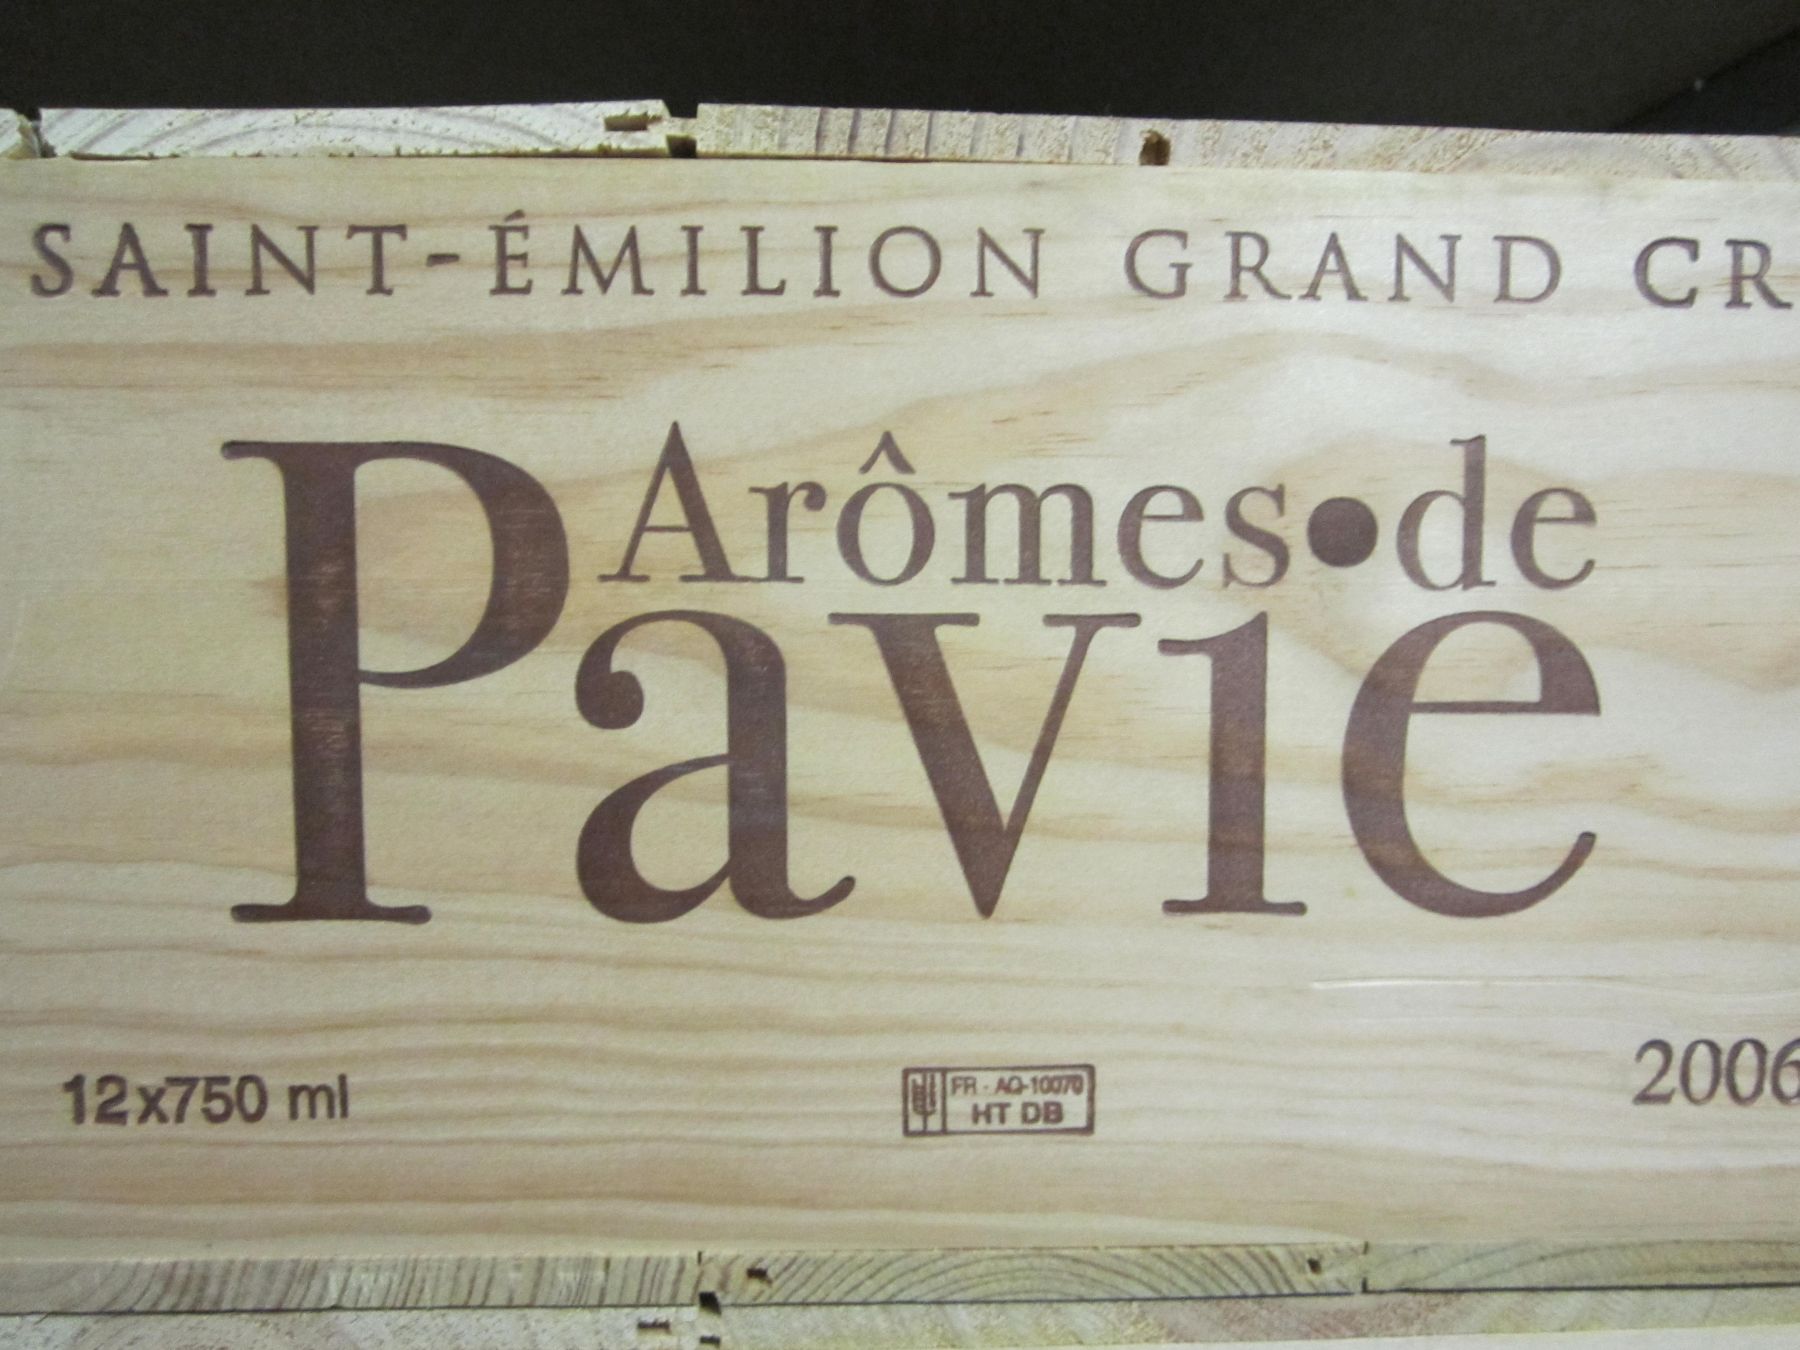 SAINT-ÉMILION GRAND CR
Arômes•de
Pavie
12x750 ml
FR - AQ-10070
HT DB
2006